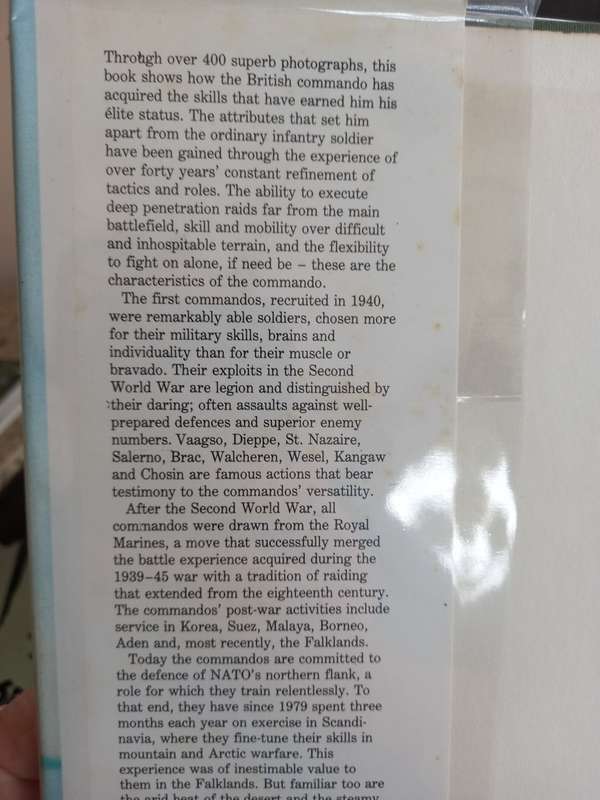 Through over 400 superb photographs, this
book shows how the British commando has
acquired the skills that have earned him his
élite status. The attributes that set him
apart from the ordinary infantry soldier
have been gained through the experience of
over forty years' constant refinement of
tactics and roles. The ability to execute
deep penetration raids far from the main
battlefield, skill and mobility over difficult
and inhospitable terrain, and the flexibility
to fight on alone, if need be – these are the
characteristics of the commando.
The first commandos, recruited in 1940,
were remarkably able soldiers, chosen more
for their military skills, brains and
individuality than for their muscle or
bravado. Their exploits in the Second
World War are legion and distinguished by
their daring; often assaults against well-
prepared defences and superior enemy
numbers. Vaagso, Dieppe, St. Nazaire,
Salerno, Brac, Walcheren, Wesel, Kangaw
and Chosin are famous actions that bear
testimony to the commandos' versatility.
After the Second World War, all
commandos were drawn from the Royal
Marines, a move that successfully merged
the battle experience acquired during the
1939–45 war with a tradition of raiding
that extended from the eighteenth century.
The commandos' post-war activities include
service in Korea, Suez, Malaya, Borneo,
Aden and, most recently, the Falklands.
Today the commandos are committed to
the defence of NATO's northern flank, a
role for which they train relentlessly. To
that end, they have since 1979 spent three
months each year on exercise in Scandi-
navia, where they fine-tune their skills in
mountain and Arctic warfare. This
experience was of inestimable value to
them in the Falklands. But familiar too are
the arid heat of the desert and the steamy